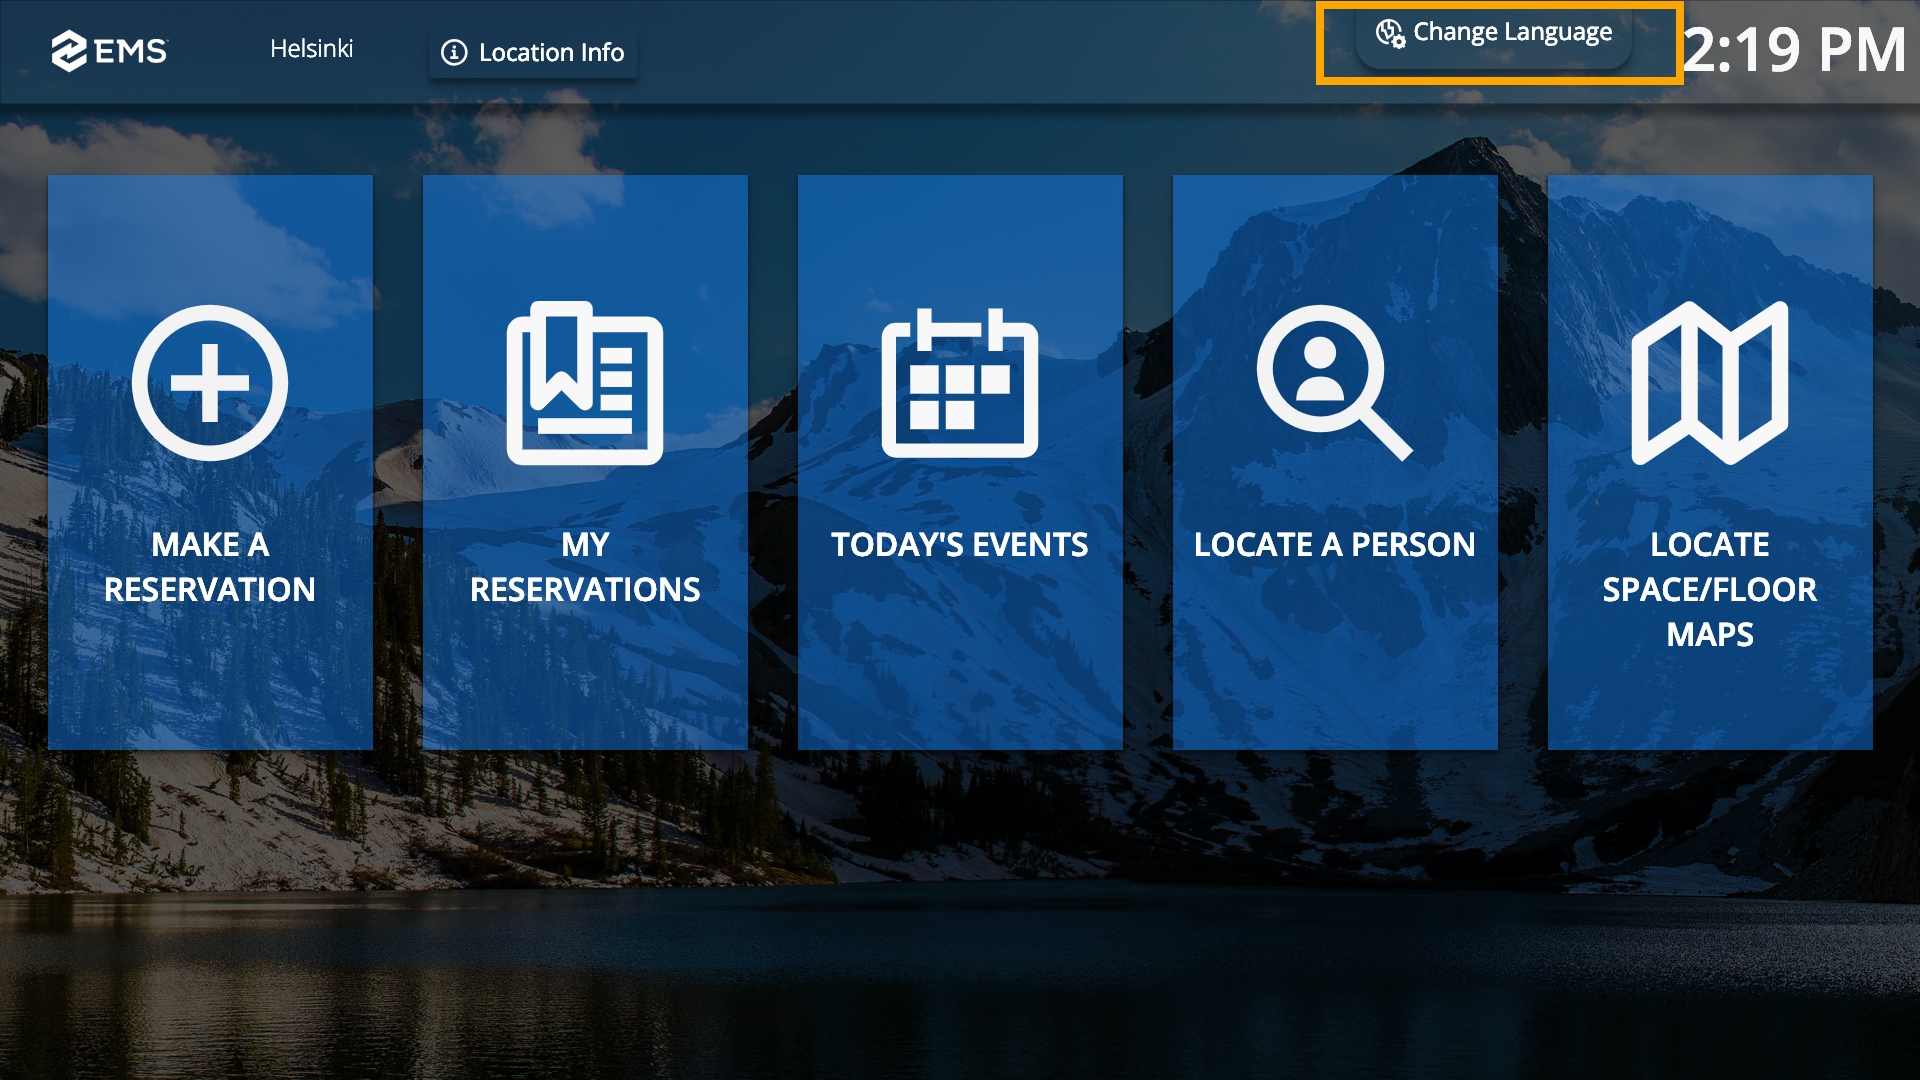 EMS
Helsinki
Location Info
Change Language
2:19 PM
MAKE A
RESERVATION
MY
RESERVATIONS
TODAY'S EVENTS
LOCATE A PERSON
LOCATE
SPACE/FLOOR
MAPS